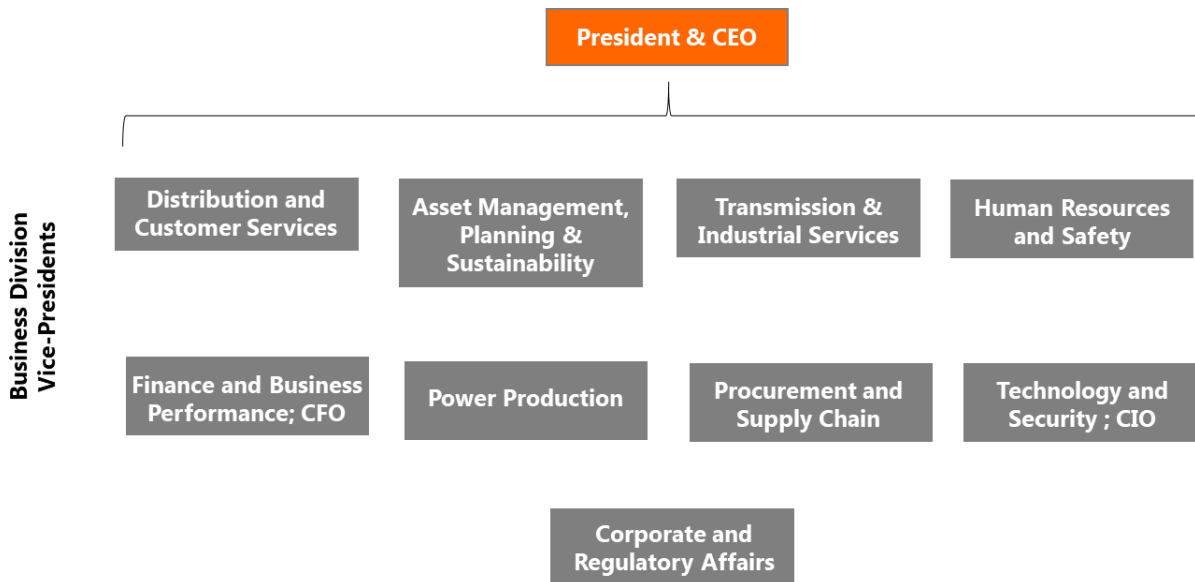 President & CEO
Business Division
Vice-Presidents
Distribution and
Customer Services
Asset Management,
Planning &
Sustainability
Transmission &
Industrial Services
Human Resources
and Safety
Finance and Business
Performance; CFO
Power Production
Procurement and
Supply Chain
Technology and
Security ; CIO
Corporate and
Regulatory Affairs